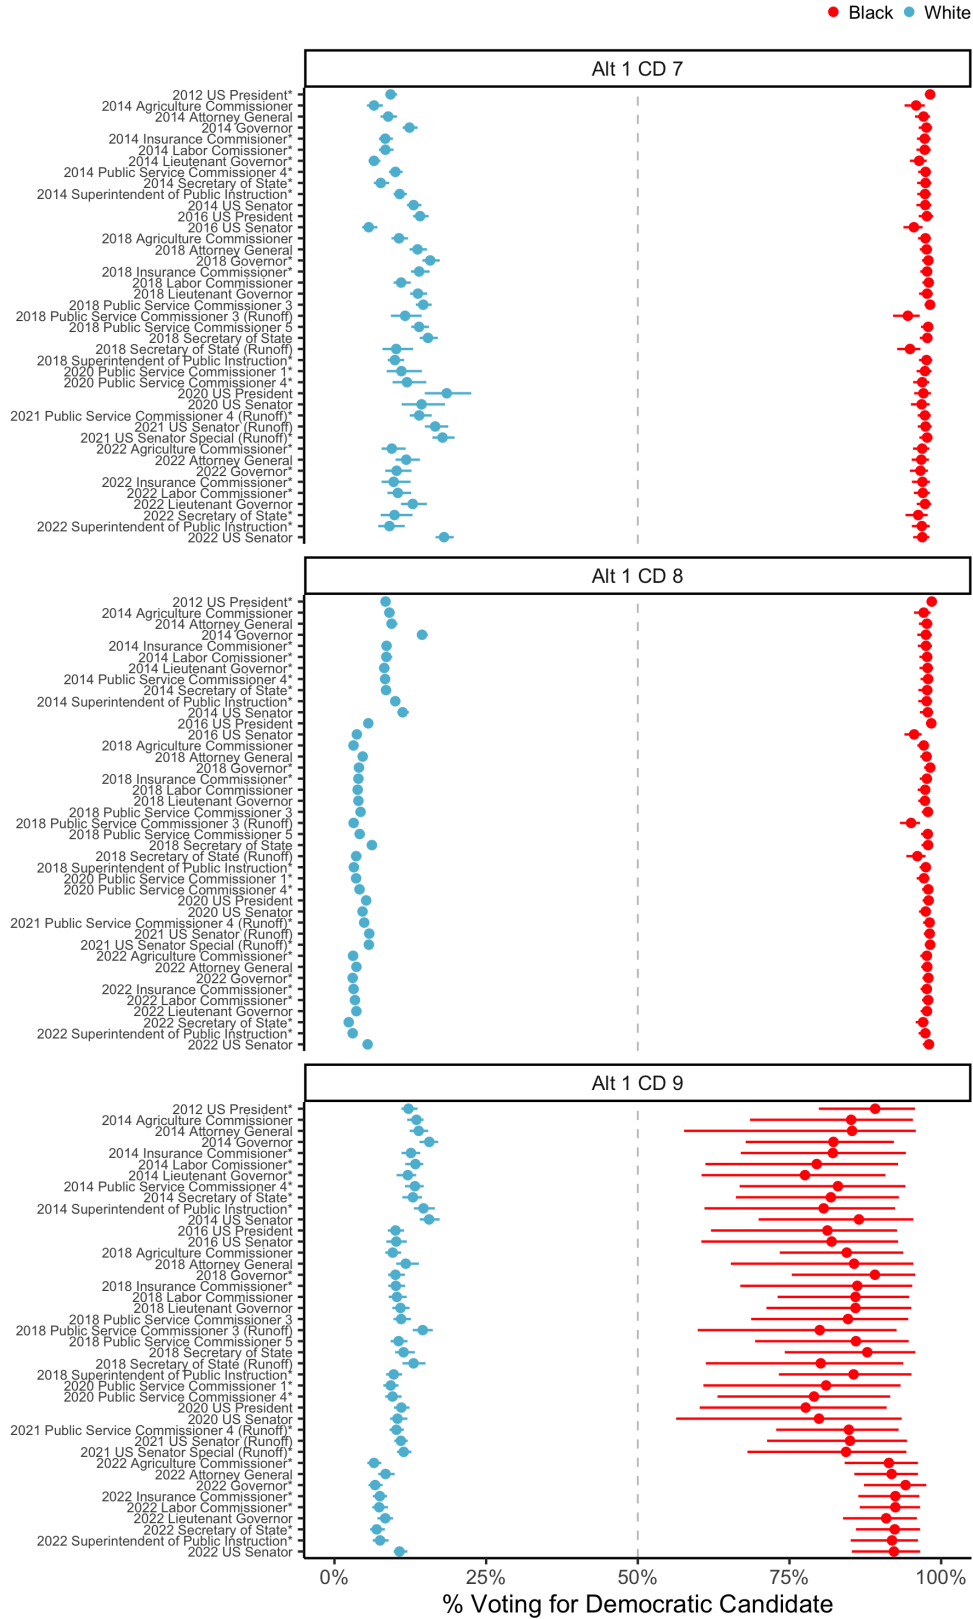 Black White
Alt 1 CD 7
2012 US President*
2014 Agriculture Commissioner
2014 Attorney General
2014 Governor
2014 Insurance Commisioner*
2014 Labor Comissioner*
2014 Lieutenant Governor*
2014 Public Service Commissioner 4*
2014 Secretary of State*
2014 Superintendent of Public Instruction*
2014 US Senator
2016 US President
2016 US Senator
2018 Agriculture Commissioner
2018 Attorney General
2018 Governor*
2018 Insurance Commissioner*
2018 Labor Commissioner
2018 Lieutenant Governor
2018 Public Service Commissioner 3
2018 Public Service Commissioner 3 (Runoff)
2018 Public Service Commissioner 5
2018 Secretary of State
2018 Secretary of State (Runoff)
2018 Superintendent of Public Instruction*
2020 Public Service Commissioner 1*
2020 Public Service Commissioner 4*
2020 US President
2020 US Senator
2021 Public Service Commissioner 4 (Runoff)*
2021 US Senator (Runoff)
2021 US Senator Special (Runoff)*
2022 Agriculture Commissioner*
2022 Attorney General
2022 Governor*
2022 Insurance Commissioner*
2022 Labor Commissioner*
2022 Lieutenant Governor
2022 Secretary of State*
2022 Superintendent of Public Instruction*
2022 US Senator
Alt 1 CD 8
2012 US President*
2014 Agriculture Commissioner
2014 Attorney General
2014 Governor
2014 Insurance Commisioner*
2014 Labor Comissioner*
2014 Lieutenant Governor*
2014 Public Service Commissioner 4*
2014 Secretary of State*
2014 Superintendent of Public Instruction*
2014 US Senator
2016 US President
2016 US Senator
2018 Agriculture Commissioner
2018 Attorney General
2018 Governor*
2018 Insurance Commissioner*
2018 Labor Commissioner
2018 Lieutenant Governor
2018 Public Service Commissioner 3
2018 Public Service Commissioner 3 (Runoff)
2018 Public Service Commissioner 5
2018 Secretary of State
2018 Secretary of State (Runoff)
2018 Superintendent of Public Instruction*
2020 Public Service Commissioner 1*
2020 Public Service Commissioner 4*
2020 US President
2020 US Senator
2021 Public Service Commissioner 4 (Runoff)*
2021 US Senator (Runoff)
2021 US Senator Special (Runoff)*
2022 Agriculture Commissioner*
2022 Attorney General
2022 Governor*
2022 Insurance Commissioner*
2022 Labor Commissioner*
2022 Lieutenant Governor
2022 Secretary of State*
2022 Superintendent of Public Instruction*
2022 US Senator
Alt 1 CD 9
2012 US President*
2014 Agriculture Commissioner
2014 Attorney General
2014 Governor
2014 Insurance Commisioner*
2014 Labor Comissioner*
2014 Lieutenant Governor*
2014 Public Service Commissioner 4*
2014 Secretary of State*
2014 Superintendent of Public Instruction*
2014 US Senator
2016 US President
2016 US Senator
2018 Agriculture Commissioner
2018 Attorney General
2018 Governor*
2018 Insurance Commissioner*
2018 Labor Commissioner
2018 Lieutenant Governor
2018 Public Service Commissioner 3
2018 Public Service Commissioner 3 (Runoff)
2018 Public Service Commissioner 5
2018 Secretary of State
2018 Secretary of State (Runoff)
2018 Superintendent of Public Instruction*
2020 Public Service Commissioner 1*
2020 Public Service Commissioner 4*
2020 US President
2020 US Senator
2021 Public Service Commissioner 4 (Runoff)*
2021 US Senator (Runoff)
2021 US Senator Special (Runoff)*
2022 Agriculture Commissioner*
2022 Attorney General
2022 Governor*
2022 Insurance Commissioner*
2022 Labor Commissioner*
2022 Lieutenant Governor
2022 Secretary of State*
2022 Superintendent of Public Instruction*
2022 US Senator
0% 25% 50% 75% 100%
% Voting for Democratic Candidate